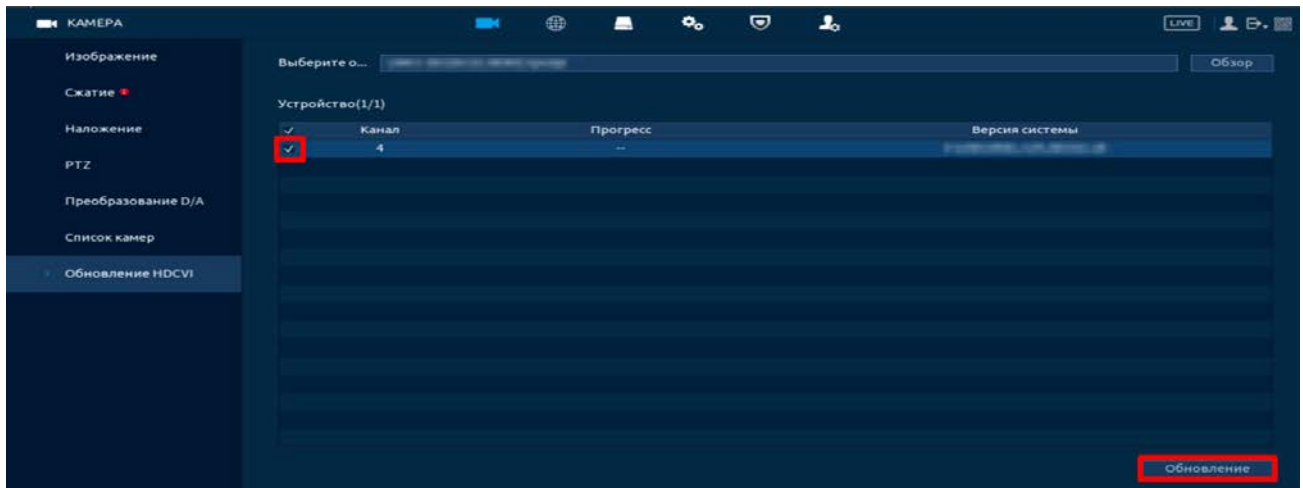 КАМЕРА LIVE
Изображение
Сжатие
Наложение
PTZ
Преобразование D/A
Список камер
Обновление HDCVI
Выберите о... Обзор
Устройство(1/1)
Канал Прогресс Версия системы
4 --
Обновление